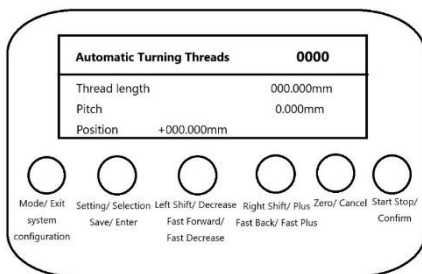 Automatic Turning Threads 0000
Thread length 000.000mm
Pitch 0.000mm
Position +000.000mm
Mode/ Exit
system
configuration
Setting/ Selection
Save/ Enter
Left Shift/ Decrease
Fast Forward/
Fast Decrease
Right Shift/ Plus
Fast Back/ Fast Plus
Zero/ Cancel
Start Stop/
Confirm